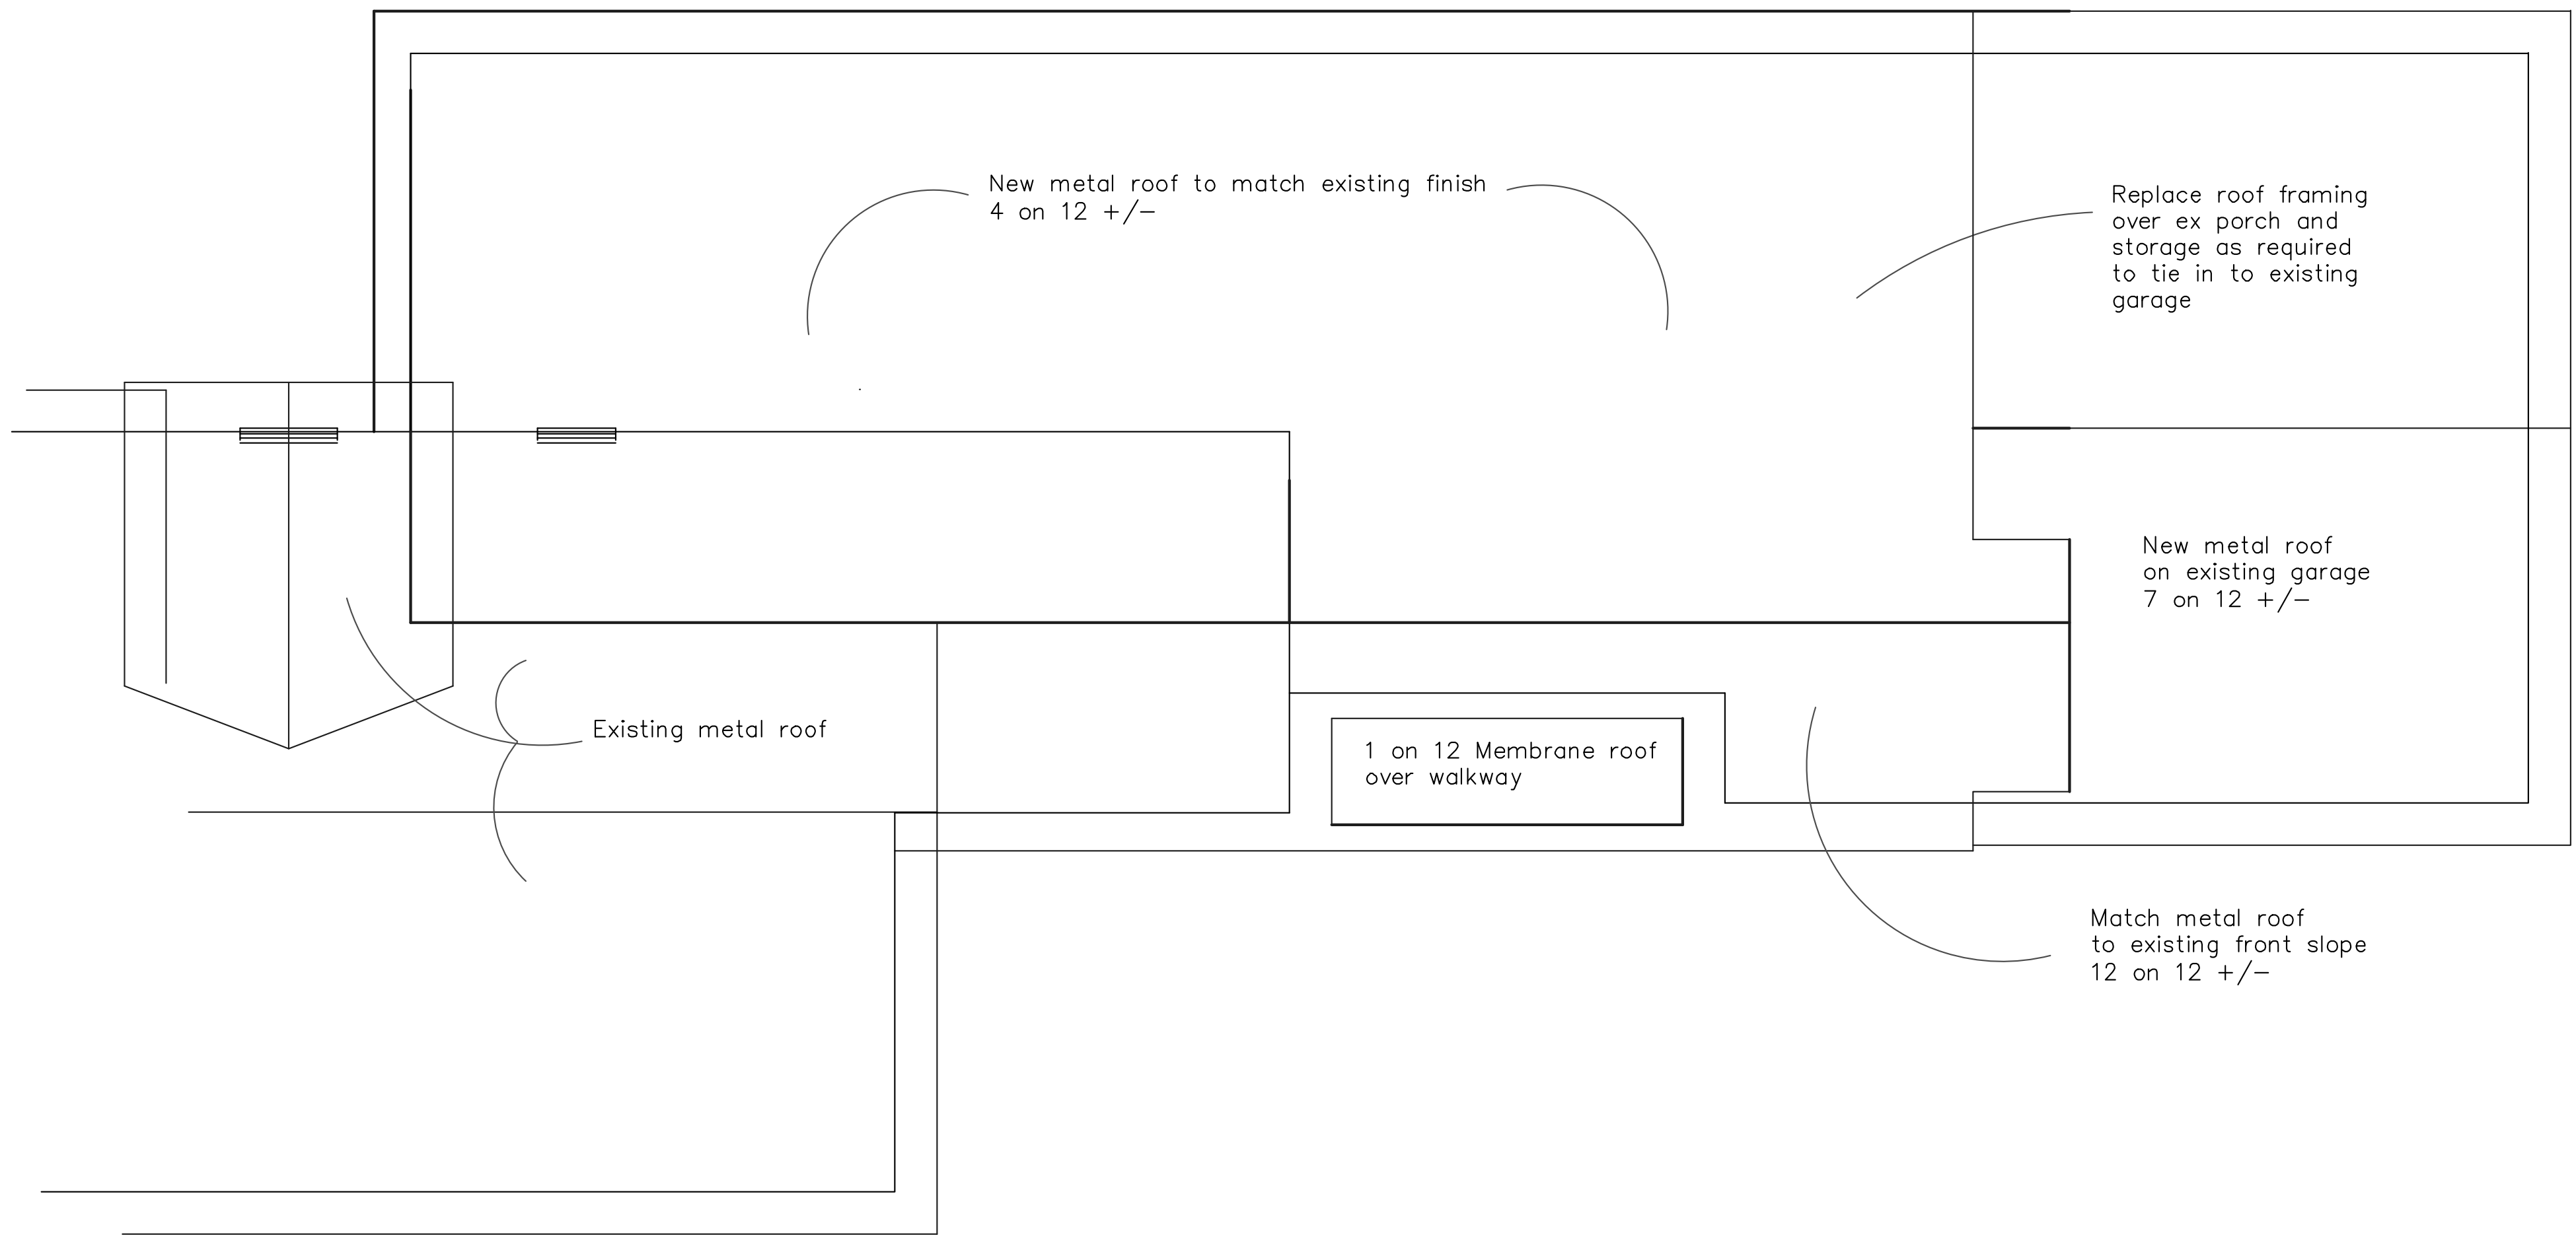 New metal roof to match existing finish
4 on 12 +/-
Replace roof framing
over ex porch and
storage as required
to tie in to existing
garage
New metal roof
on existing garage
7 on 12 +/-
Existing metal roof
1 on 12 Membrane roof
over walkway
Match metal roof
to existing front slope
12 on 12 +/-